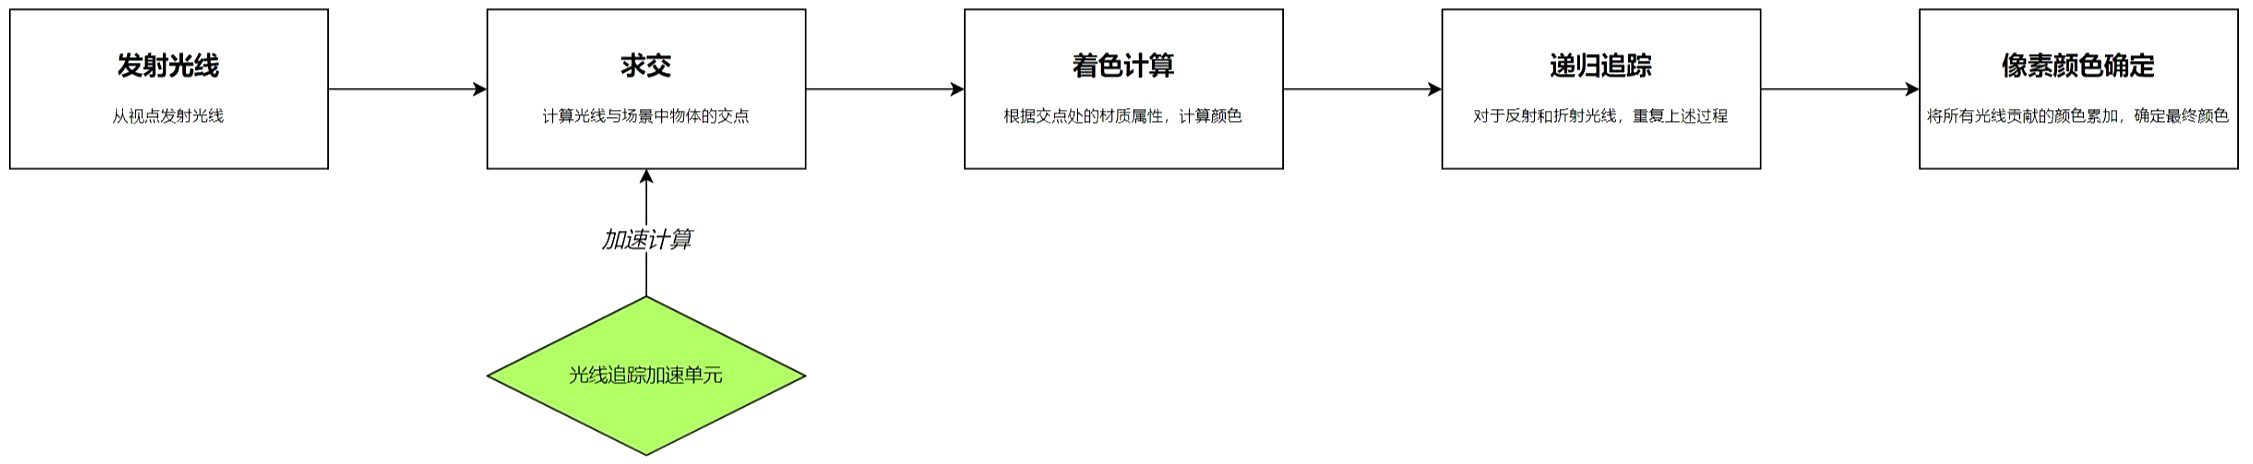 发射光线
从视点发射光线
求交
计算光线与场景中物体的交点
着色计算
根据交点处的材质属性，计算颜色
递归追踪
对于反射和折射光线，重复上述过程
像素颜色确定
将所有光线贡献的颜色累加，确定最终颜色
加速计算
光线追踪加速单元